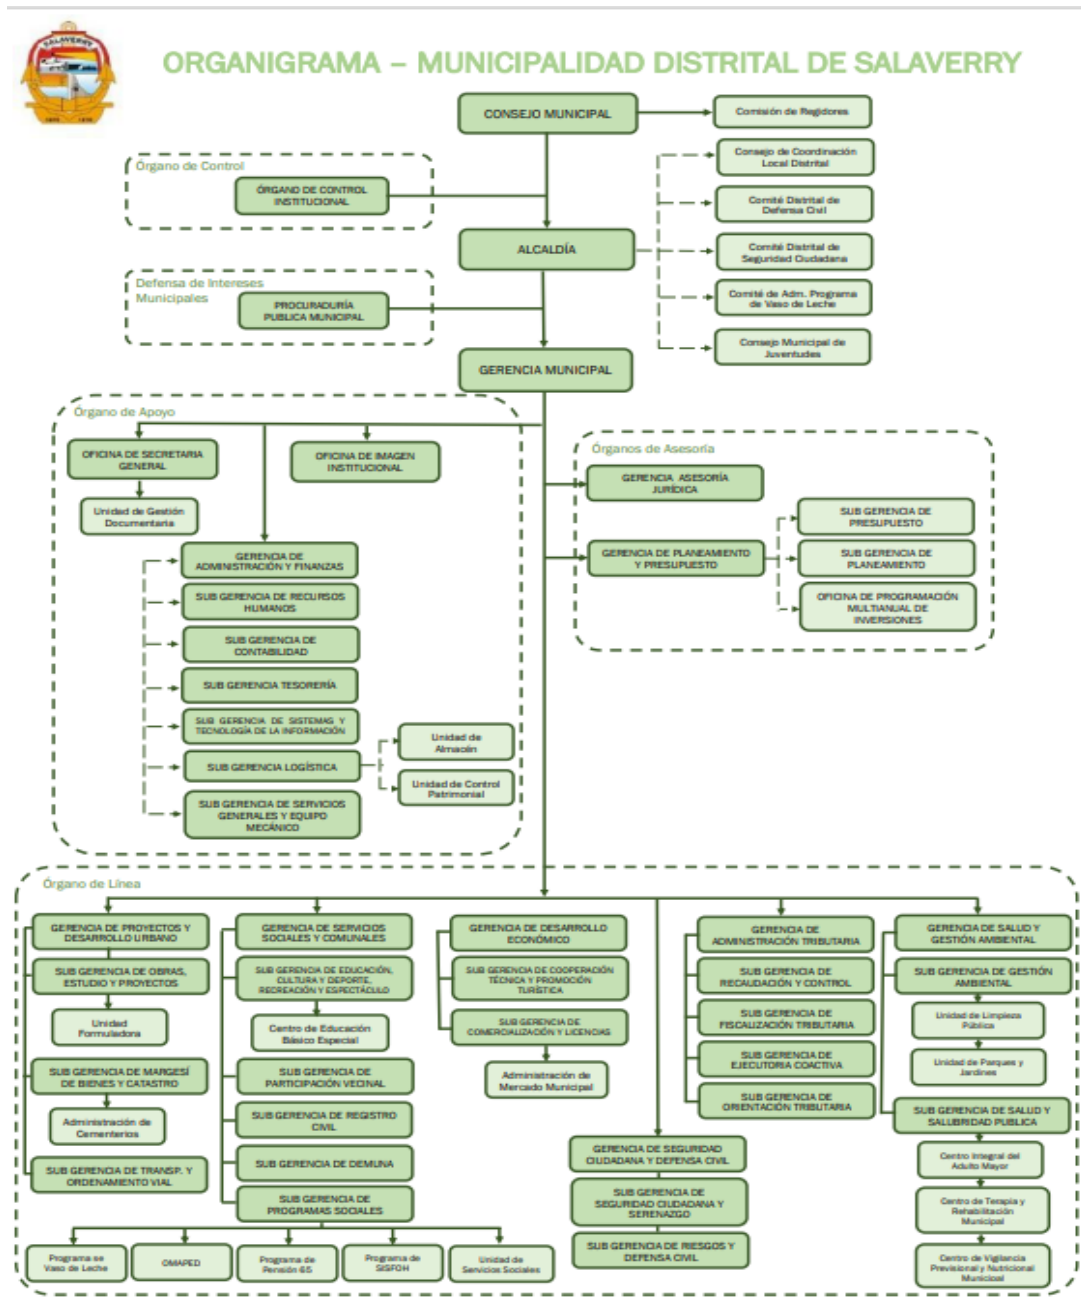 SALAVERRY
ORGANIGRAMA – MUNICIPALIDAD DISTRITAL DE SALAVERRY
CONSEJO MUNICIPAL
Comisión de Regidores
Consejo de Coordinación
Local Distrital
Órgano de Control
ÓRGANO DE CONTROL
INSTITUCIONAL
Comité Distrital de
Defensa Civil
ALCALDÍA
Comité Distrital de
Seguridad Ciudadana
Defensa de Intereses
Municipales
PROCURADURÍA
PUBLICA MUNICIPAL
Comité de Adm. Programa
de Vaso de Leche
Consejo Municipal de
Juventudes
GERENCIA MUNICIPAL
Órgano de Apoyo
OFICINA DE SECRETARIA
GENERAL
OFICINA DE IMAGEN
INSTITUCIONAL
Unidad de Gestión
Documentaria
GERENCIA DE
ADMINISTRACIÓN Y FINANZAS
SUB GERENCIA DE RECURSOS
HUMANOS
SUB GERENCIA DE
CONTABILIDAD
SUB GERENCIA TESORERÍA
SUB GERENCIA DE SISTEMAS Y
TECNOLOGÍA DE LA INFORMACIÓN
SUB GERENCIA LOGÍSTICA
Unidad de
Almacín
Unidad de Control
Patrimonial
SUB GERENCIA DE SERVICIOS
GENERALES Y EQUIPO
MECÁNICO
Órganos de Asesoría
GERENCIA ASESORÍA
JURÍDICA
GERENCIA DE PLANEAMIENTO
Y PRESUPUESTO
SUB GERENCIA DE
PRESUPUESTO
SUB GERENCIA DE
PLANEAMIENTO
OFICINA DE PROGRAMACIÓN
MULTIANUAL DE
INVERSIONES
Órgano de Línea
GERENCIA DE PROYECTOS Y
DESARROLLO URBANO
SUB GERENCIA DE OBRAS,
ESTUDIO Y PROYECTOS
Unidad
Formuladora
SUB GERENCIA DE MARGESÍ
DE BIENES Y CATASTRO
Administración de
Cementerios
SUB GERENCIA DE TRANSP. Y
ORDENAMIENTO VIAL
GERENCIA DE SERVICIOS
SOCIALES Y COMUNALES
SUB GERENCIA DE EDUCACIÓN,
CULTURA Y DEPORTE,
RECREACIÓN Y ESPECTÁCULO
Centro de Educación
Básico Especial
SUB GERENCIA DE
PARTICIPACIÓN VECINAL
SUB GERENCIA DE REGISTRO
CIVIL
SUB GERENCIA DE DEMUNA
SUB GERENCIA DE
PROGRAMAS SOCIALES
Programa se
Vaso de Leche
OMAPED
Programa de
Pensión 65
Programa de
SISFOH
Unidad de
Servicios Sociales
GERENCIA DE DESARROLLO
ECONÓMICO
SUB GERENCIA DE COOPERACIÓN
TÉCNICA Y PROMOCIÓN
TURÍSTICA
SUB GERENCIA DE
COMERCIALIZACIÓN Y LICENCIAS
Administración de
Mercado Municipal
GERENCIA DE SEGURIDAD
CIUDADANA Y DEFENSA CIVIL
SUB GERENCIA DE
SEGURIDAD CIUDADANA Y
SERENAZGO
SUB GERENCIA DE RIESGOS Y
DEFENSA CIVIL
GERENCIA DE
ADMINISTRACIÓN TRIBUTARIA
SUB GERENCIA DE
RECAUDACIÓN Y CONTROL
SUB GERENCIA DE
FISCALIZACIÓN TRIBUTARIA
SUB GERENCIA DE
EJECUTORIA COACTIVA
SUB GERENCIA DE
ORIENTACIÓN TRIBUTARIA
GERENCIA DE SALUD Y
GESTIÓN AMBIENTAL
SUB GERENCIA DE GESTIÓN
AMBIENTAL
Unidad de Limpieza
Pública
Unidad de Parques y
Jardines
SUB GERENCIA DE SALUD Y
SALUBRIDAD PUBLICA
Centro Integral del
Adulto Mayor
Centro de Terapia y
Rehabilitación
Municipal
Centro de Vigilancia
Previsional y Nutricional
Municipal